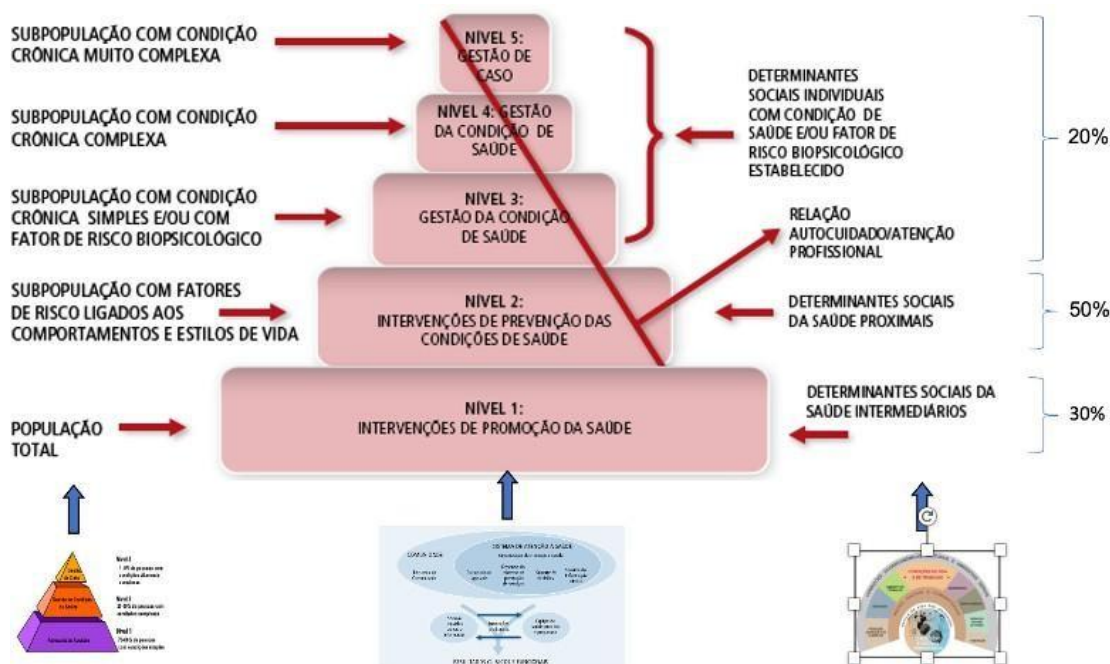 SUBPOPULAÇÃO COM CONDIÇÃO
CRÔNICA MUITO COMPLEXA
SUBPOPULAÇÃO COM CONDIÇÃO
CRÔNICA COMPLEXA
SUBPOPULAÇÃO COM CONDIÇÃO
CRÔNICA SIMPLES E/OU COM
FATOR DE RISCO BIOPSICOLÓGICO
SUBPOPULAÇÃO COM FATORES
DE RISCO LIGADOS AOS
COMPORTAMENTOS E ESTILOS DE VIDA
POPULAÇÃO
TOTAL
NÍVEL 5:
GESTÃO DE
CASO
NÍVEL 4: GESTÃO
DA CONDIÇÃO DE
SAÚDE
NÍVEL 3:
GESTÃO DA CONDIÇÃO
DE SAÚDE
NÍVEL 2:
INTERVENÇÕES DE PREVENÇÃO DAS
CONDIÇÕES DE SAÚDE
NÍVEL 1:
INTERVENÇÕES DE PROMOÇÃO DA SAÚDE
DETERMINANTES
SOCIAIS INDIVIDUAIS
COM CONDIÇÃO DE
SAÚDE E/OU FATOR DE
RISCO BIOPSICOLÓGICO
ESTABELECIDO
RELAÇÃO
AUTOCUIDADO/ATENÇÃO
PROFISSIONAL
DETERMINANTES SOCIAIS
DA SAÚDE PROXIMAIS
DETERMINANTES SOCIAIS DA
SAÚDE INTERMEDIÁRIOS
20%
50%
30%